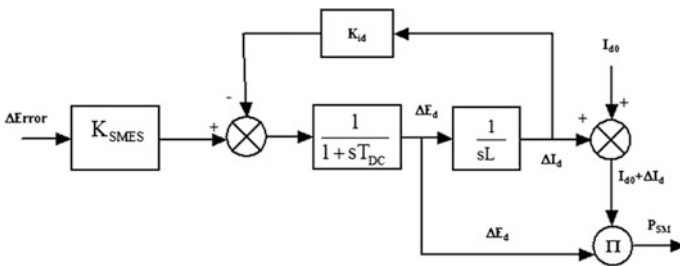 K_id
I_d0
-
+
ΔError
K_SMES
+
1
1 + sT_DC
ΔE_d
1
sL
+
ΔI_d
I_d0+ΔI_d
ΔE_d
Π
P_SM